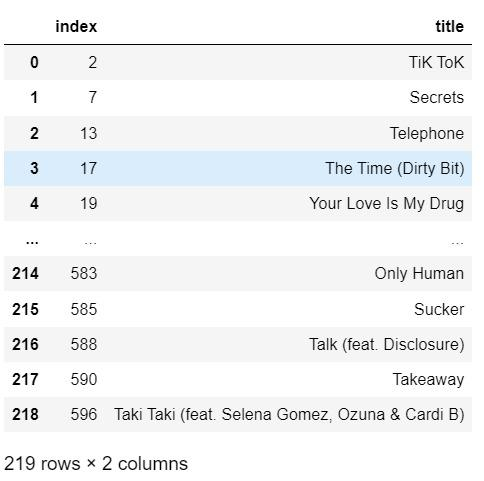 index title
0 2 TiK ToK
1 7 Secrets
2 13 Telephone
3 17 The Time (Dirty Bit)
4 19 Your Love Is My Drug
... ... ...
214 583 Only Human
215 585 Sucker
216 588 Talk (feat. Disclosure)
217 590 Takeaway
218 596 Taki Taki (feat. Selena Gomez, Ozuna & Cardi B)
219 rows × 2 columns